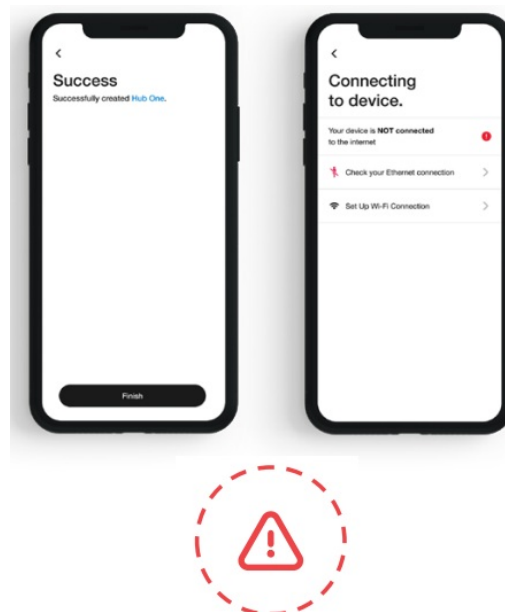 Success
Successfully created Hub One.
Finish
Connecting
to device.
Your device is NOT connected
to the internet
Check your Ethernet connection
Set Up Wi-Fi Connection